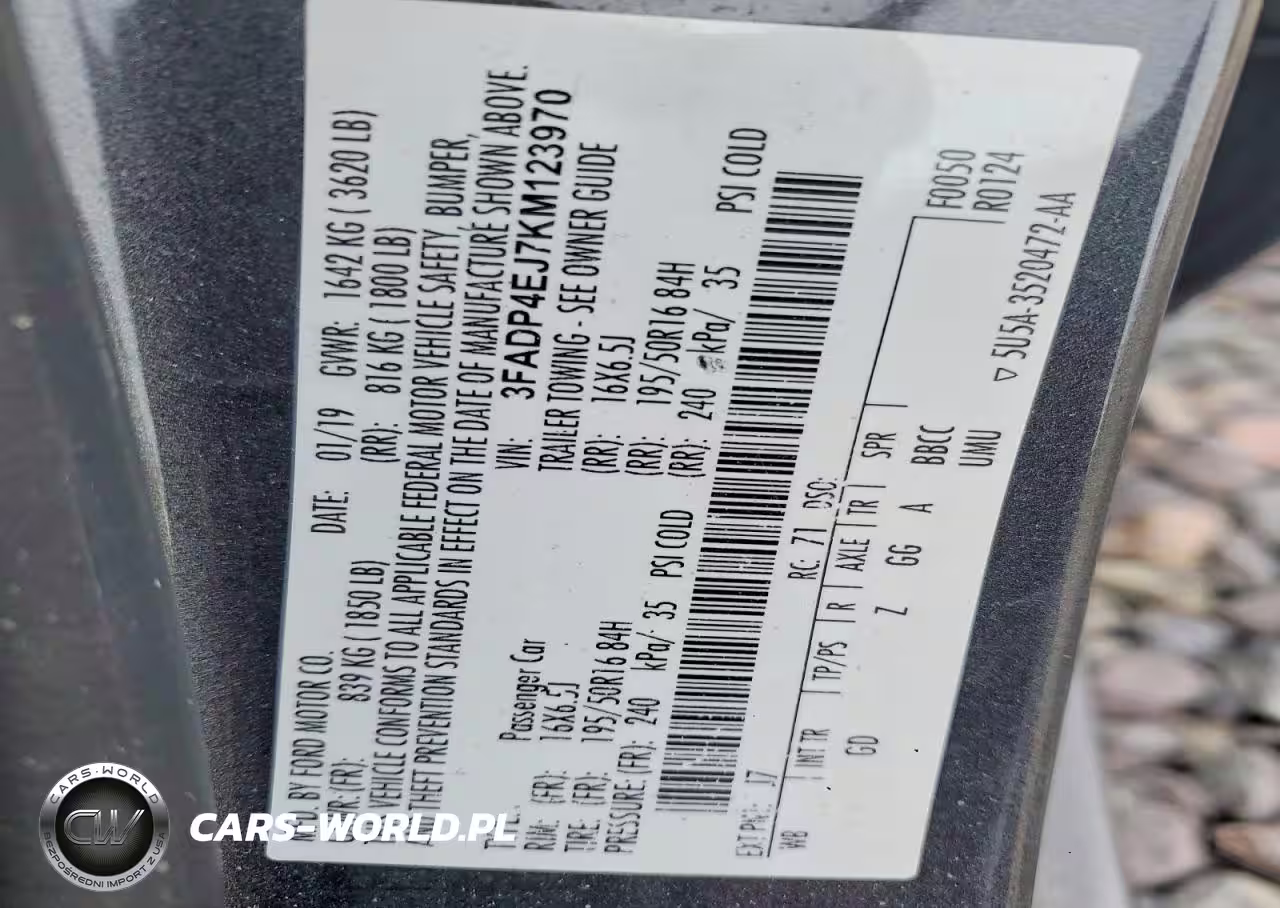 BY FORD MOTOR CO.
DATE: 01/19 GVWR: 1642 KG ( 3620 LB)
(FR): 839 KG ( 1850 LB) (RR): 816 KG ( 1800 LB)
VEHICLE CONFORMS TO ALL APPLICABLE FEDERAL MOTOR VEHICLE SAFETY, BUMPER,
THEFT PREVENTION STANDARDS IN EFFECT ON THE DATE OF MANUFACTURE SHOWN ABOVE.
VIN: 3FADP4EJ7KM123970
Passenger Car TRAILER TOWING - SEE OWNER GUIDE
RIM: (FR): 16X6.5J (RR): 16X6.5J
TIRE: (FR): 195/50R16 84H (RR): 195/50R16 84H
PRESSURE (FR): 240 kPa/ 35 PSI COLD (RR): 240 kPa/ 35 PSI COLD
EXT PNT: J7 RC: 71 DSO:
WB INT TR TP/PS R AXLE TR SPR F0050
GD Z GG A BBCC R0124
UMU
▽ 5U5A-3520472-AA
CARS-WORLD
CW
BEZPOŚREDNI IMPORT Z USA
CARS-WORLD.PL